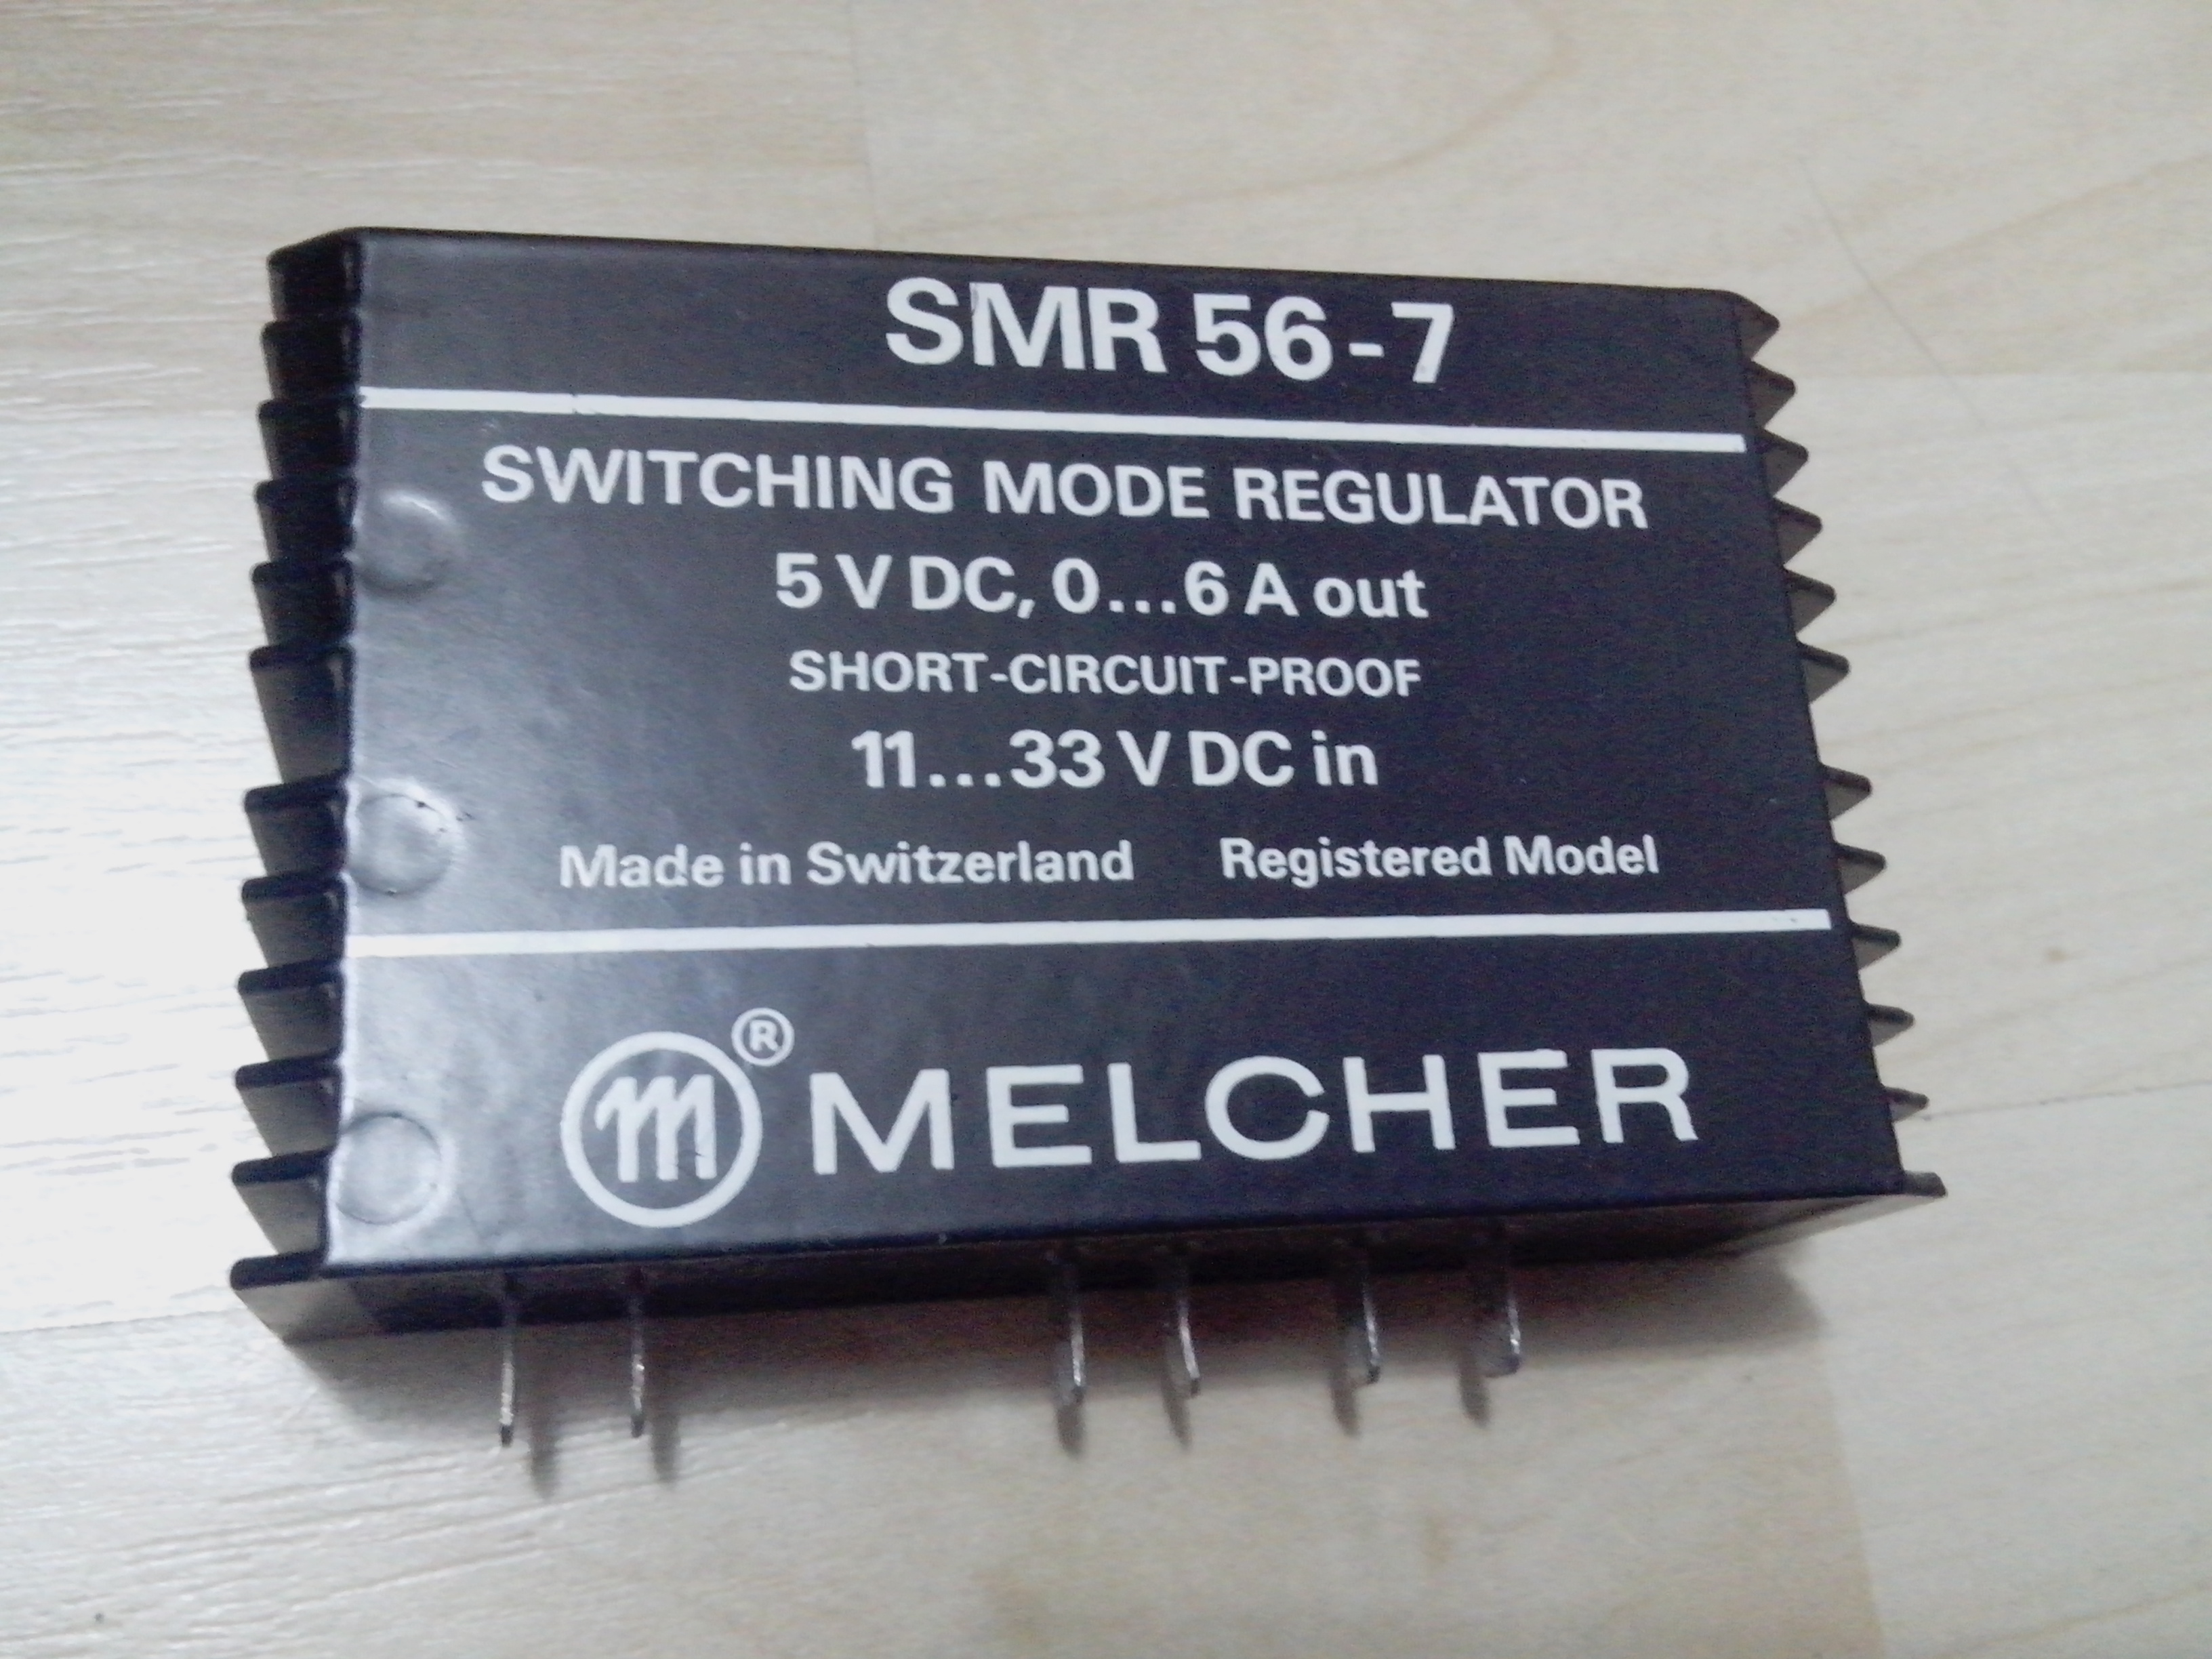 SMR 56-7
SWITCHING MODE REGULATOR
5 V DC, 0...6 A out
SHORT-CIRCUIT-PROOF
11...33 V DC in
Made in Switzerland Registered Model
m® MELCHER